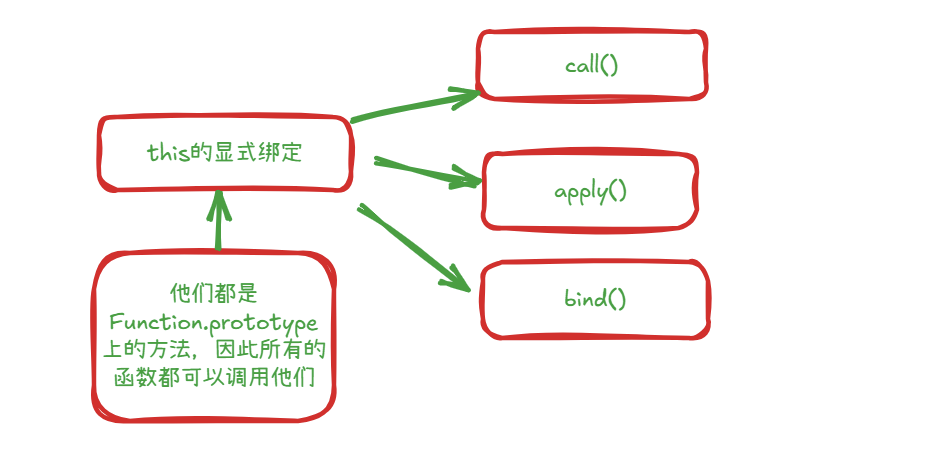 call()
this的显式绑定
apply()
bind()
他们都是
Function.prototype
上的方法，因此所有的
函数都可以调用他们